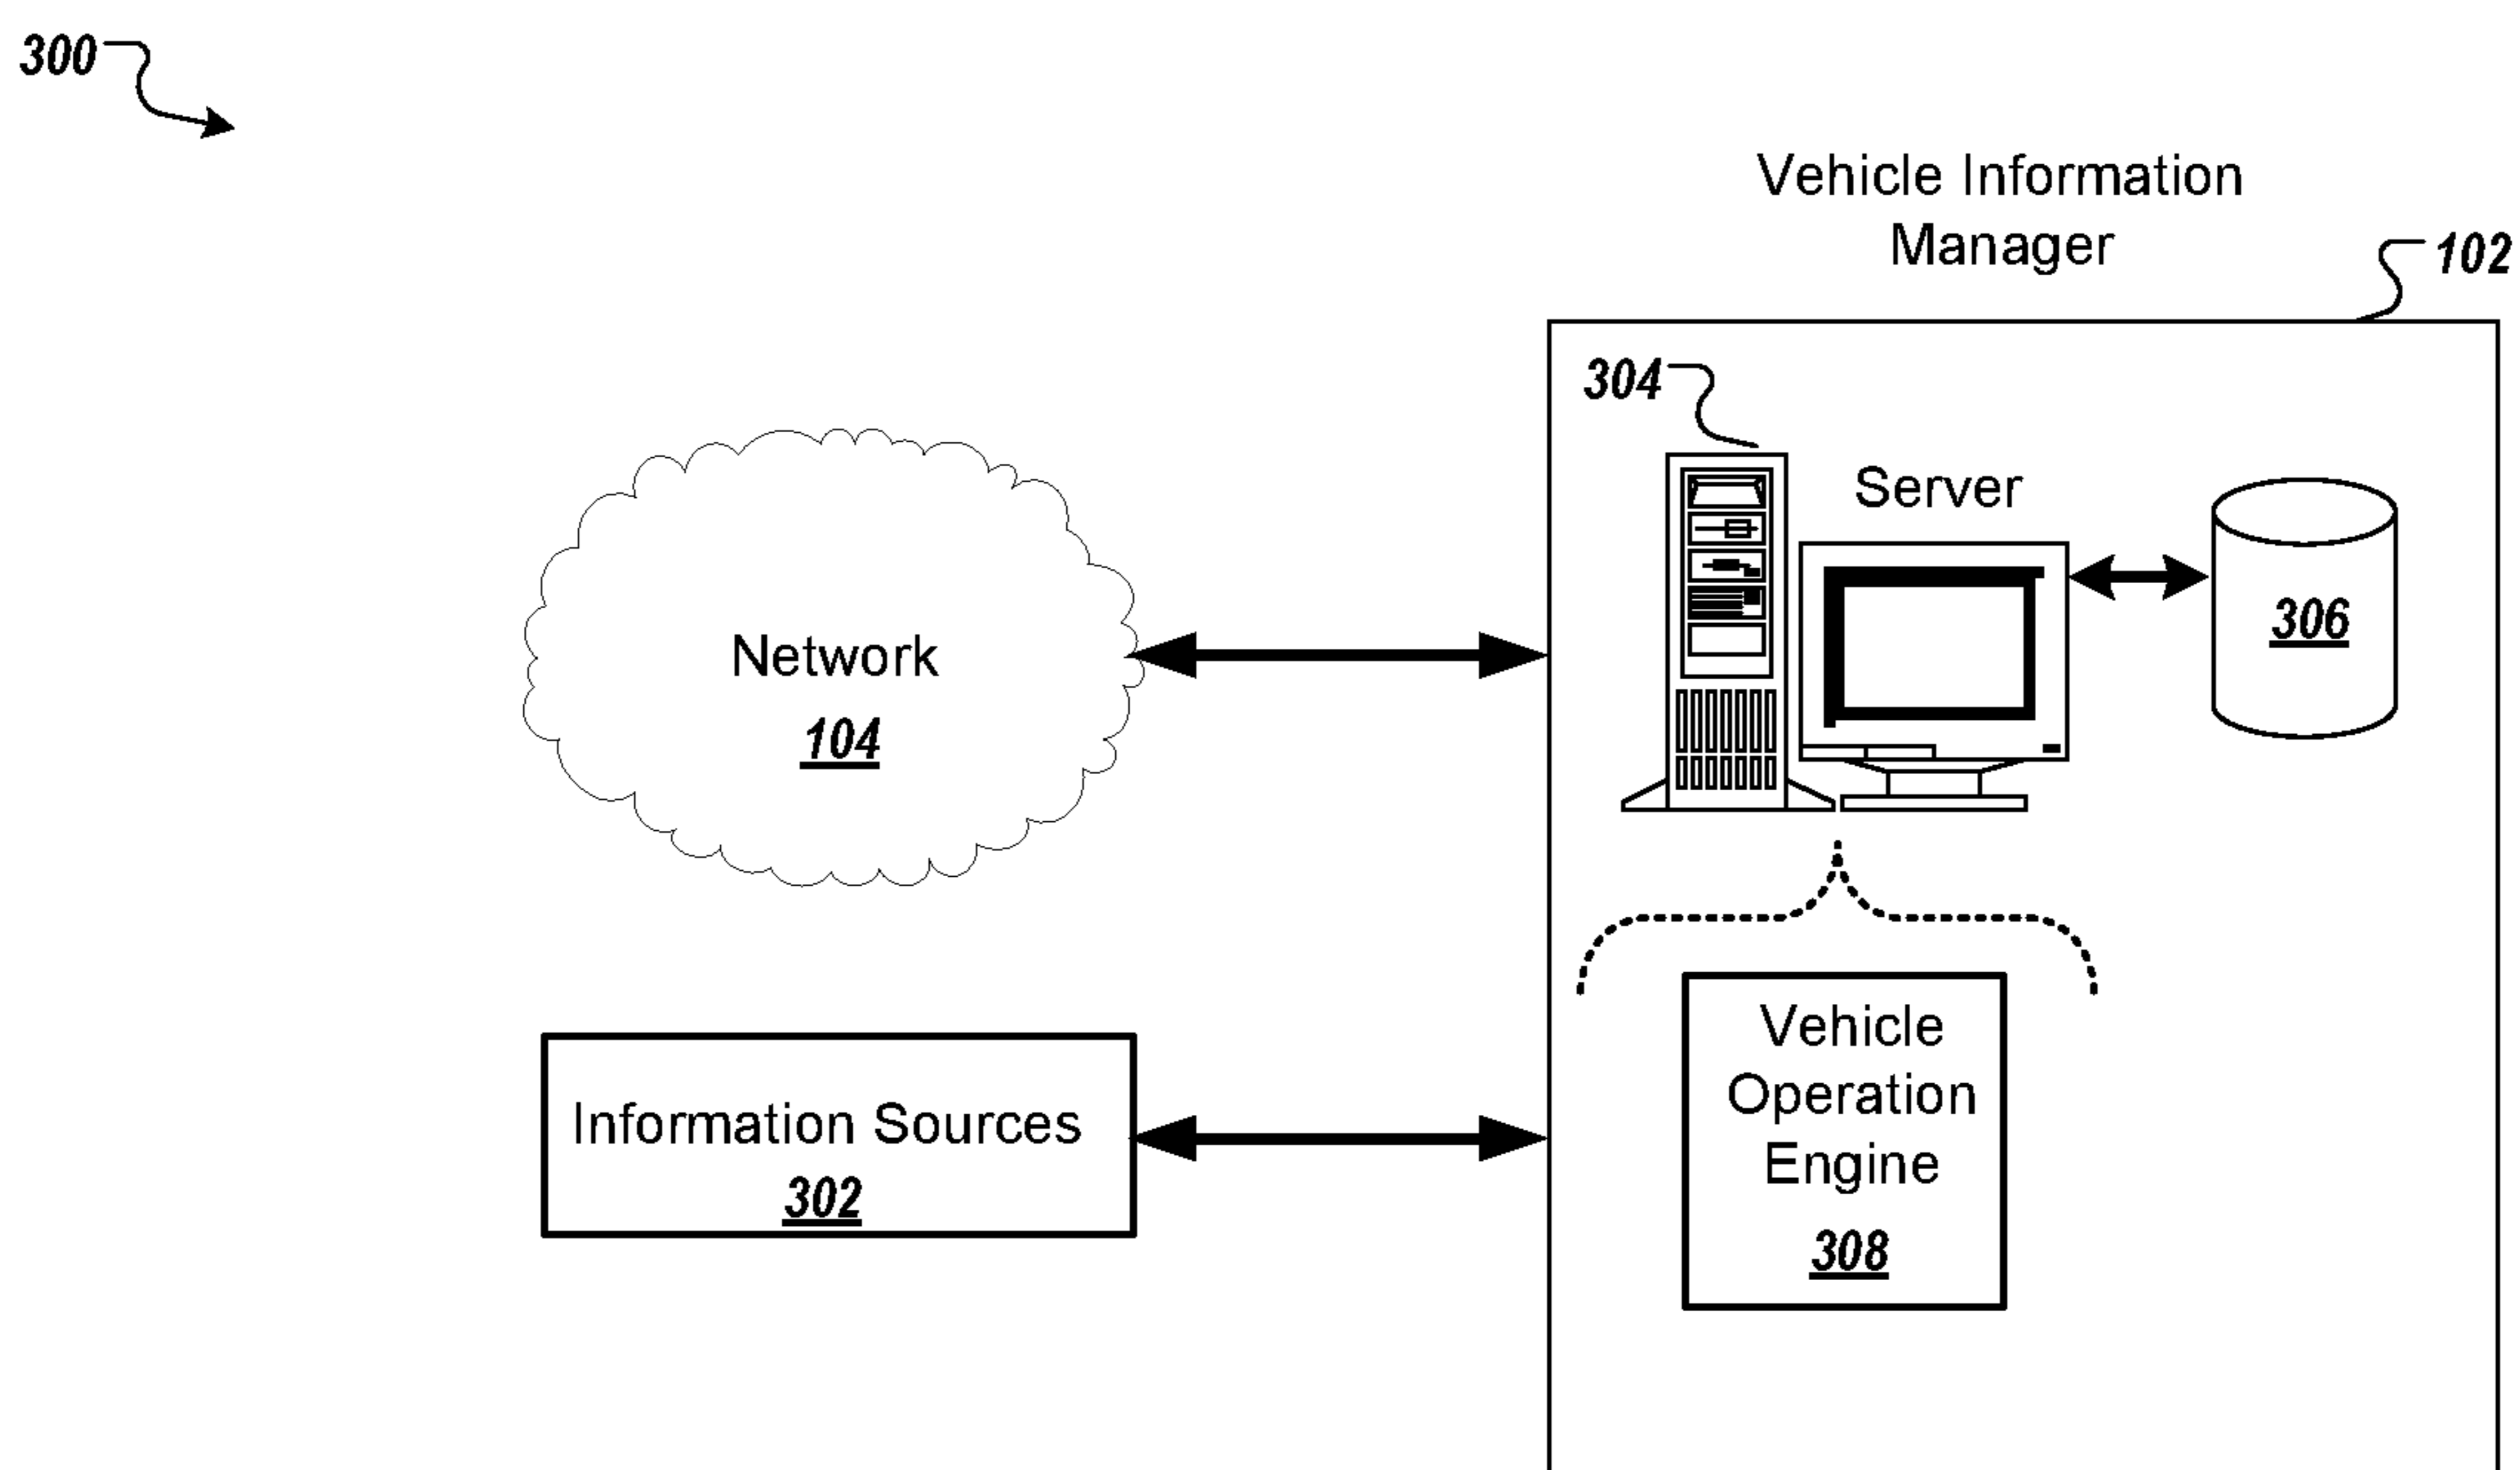 300
Vehicle Information
Manager
102
304
Server
306
Network
104
Vehicle
Operation
Engine
308
Information Sources
302